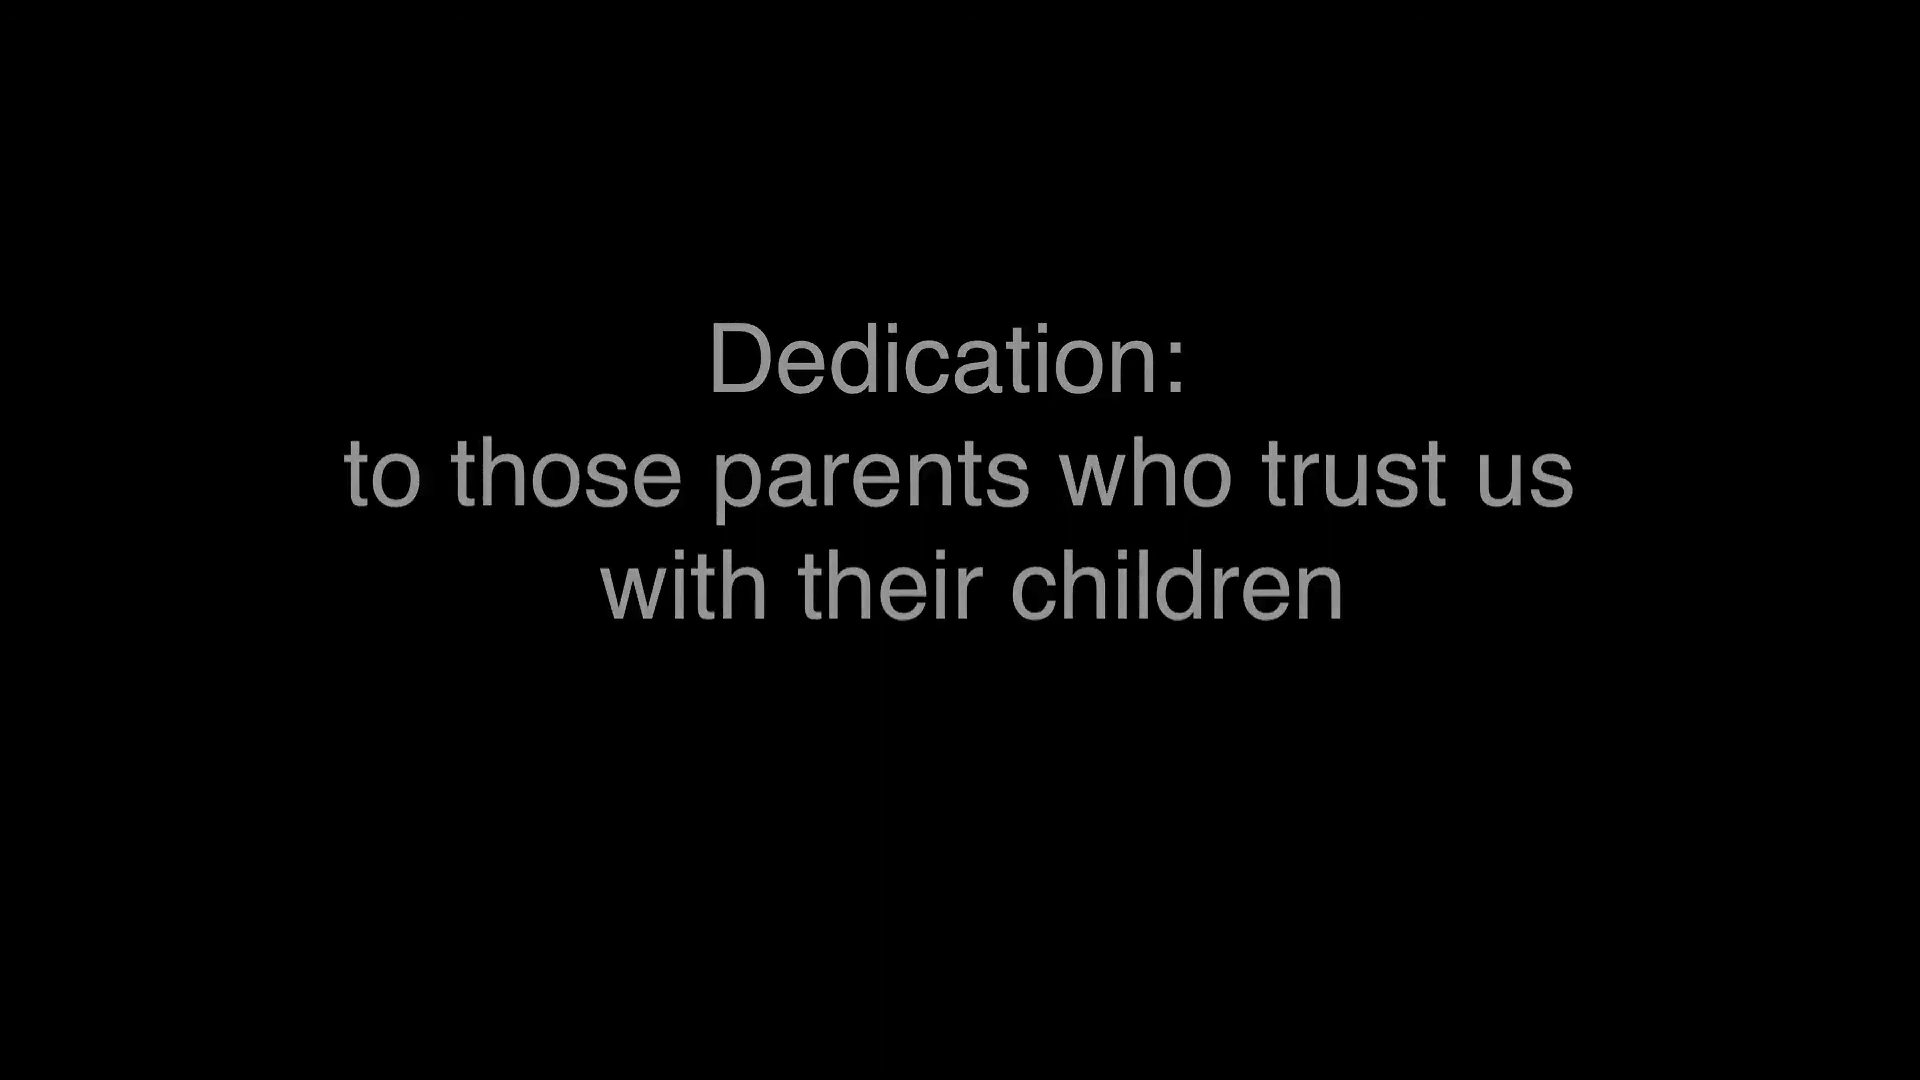 Dedication:
to those parents who trust us
with their children